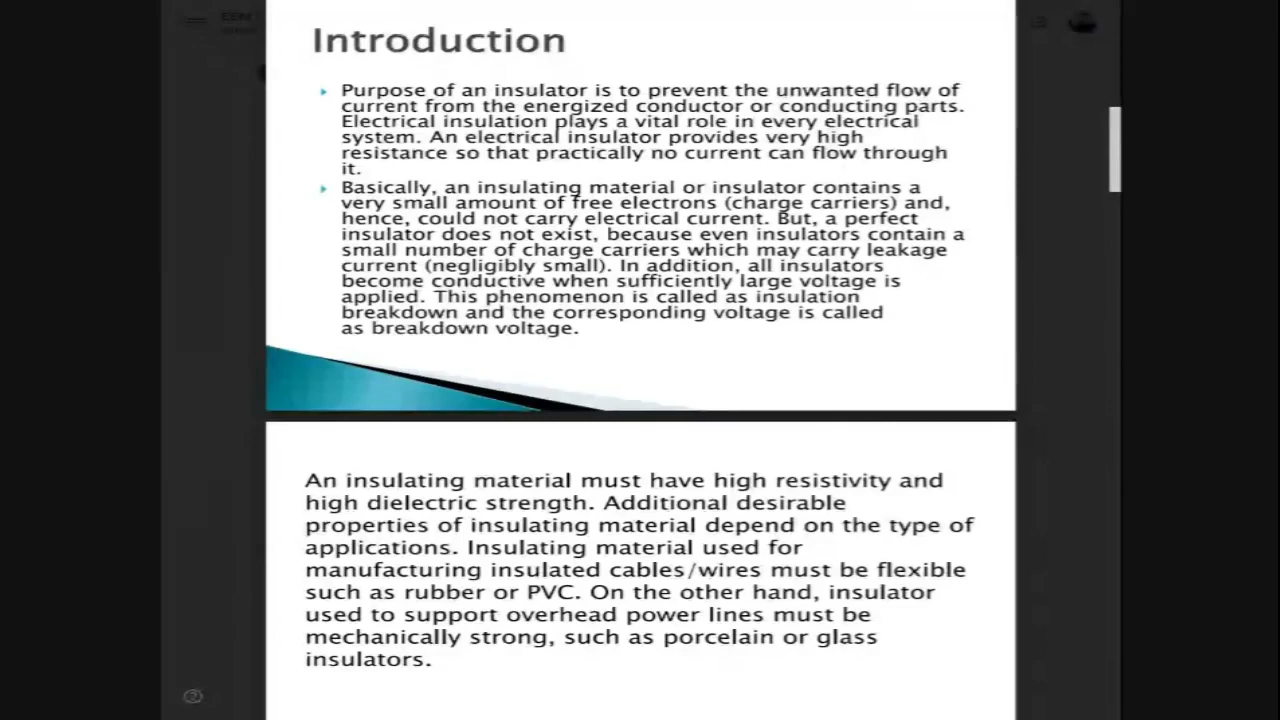 Introduction
Purpose of an insulator is to prevent the unwanted flow of
current from the energized conductor or conducting parts.
Electrical insulation plays a vital role in every electrical
system. An electrical insulator provides very high
resistance so that practically no current can flow through
it.
Basically, an insulating material or insulator contains a
very small amount of free electrons (charge carriers) and,
hence, could not carry electrical current. But, a perfect
insulator does not exist, because even insulators contain a
small number of charge carriers which may carry leakage
current (negligibly small). In addition, all insulators
become conductive when sufficiently large voltage is
applied. This phenomenon is called as insulation
breakdown and the corresponding voltage is called
as breakdown voltage.
An insulating material must have high resistivity and
high dielectric strength. Additional desirable
properties of insulating material depend on the type of
applications. Insulating material used for
manufacturing insulated cables/wires must be flexible
such as rubber or PVC. On the other hand, insulator
used to support overhead power lines must be
mechanically strong, such as porcelain or glass
insulators.